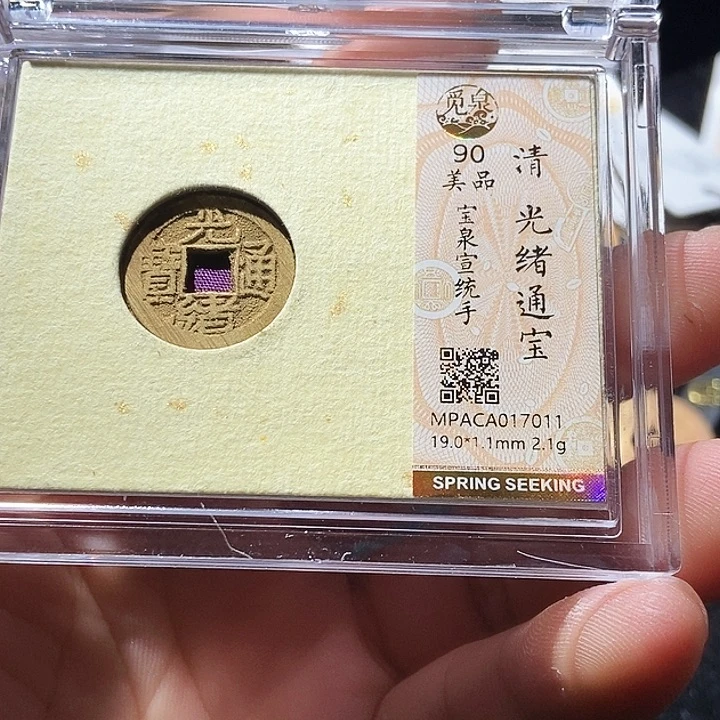 光
通
寶
緒
觅泉
90
美品
宝泉宣统手
清 光绪通宝
MPACA017011
19.0*1.1mm 2.1g
SPRING SEEKING